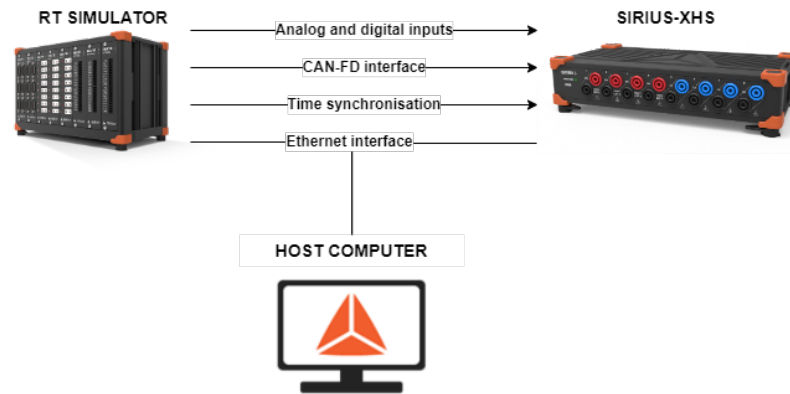 RT SIMULATOR
SIRIUS-XHS
Analog and digital inputs
CAN-FD interface
Time synchronisation
Ethernet interface
HOST COMPUTER